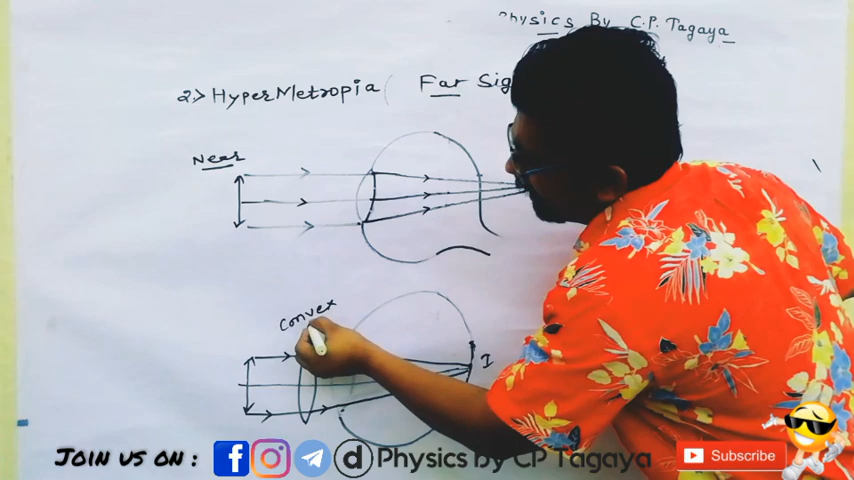 Physics By C.P. Tagaya
2.> HyperMetropia ( Far Sig
Near
Convex
I
JOIN US ON : Physics by CP Tagaya Subscribe